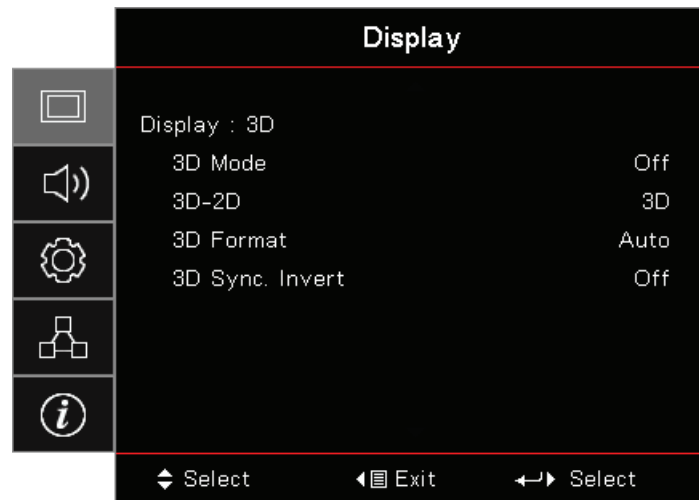 Display
Display : 3D
3D Mode Off
3D-2D 3D
3D Format Auto
3D Sync. Invert Off
Select Exit Select